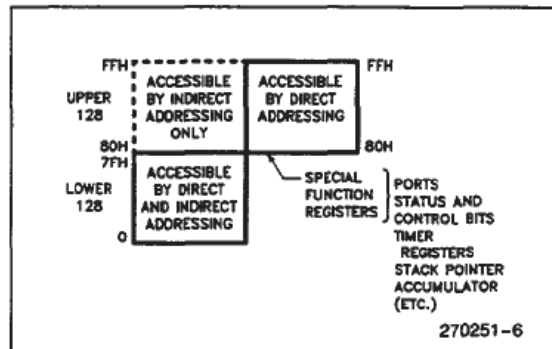 FFH
ACCESSIBLE
BY INDIRECT
ADDRESSING
ONLY
ACCESSIBLE
BY DIRECT
ADDRESSING
FFH
UPPER
128
80H
80H
7FH
LOWER
128
0
ACCESSIBLE
BY DIRECT
AND INDIRECT
ADDRESSING
SPECIAL
FUNCTION
REGISTERS
PORTS
STATUS AND
CONTROL BITS
TIMER
REGISTERS
STACK POINTER
ACCUMULATOR
(ETC.)
270251-6